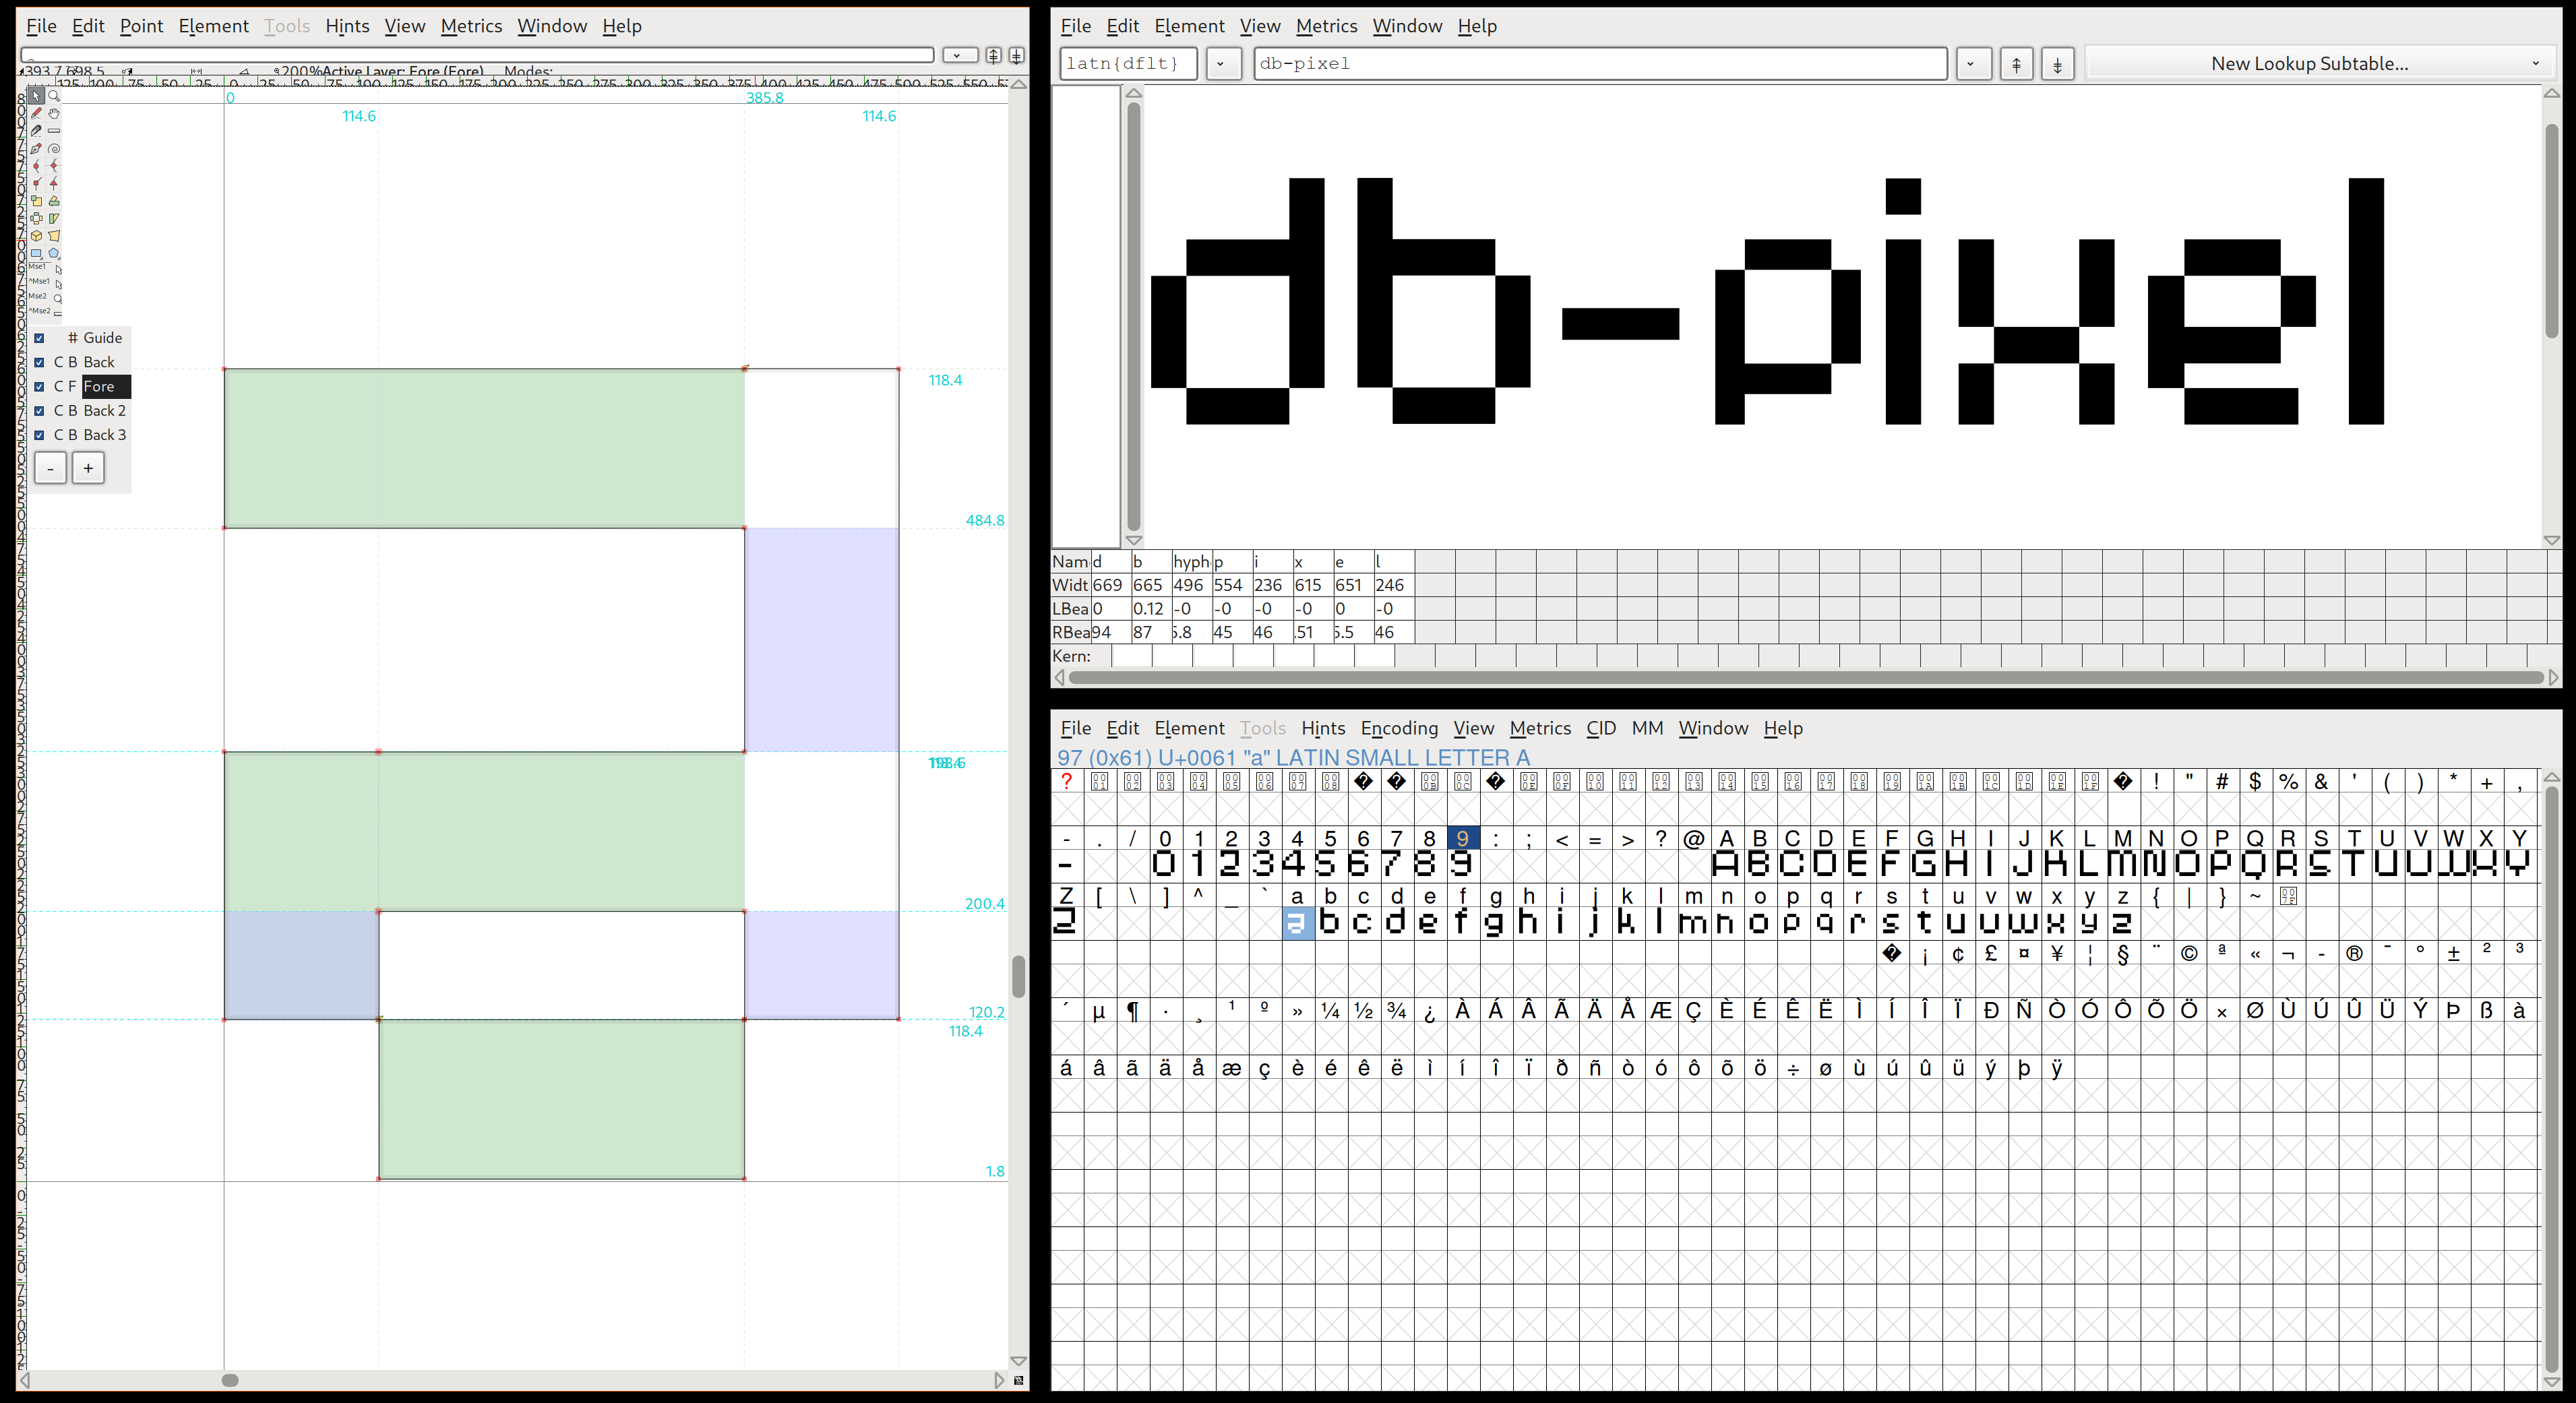 File Edit Point Element Tools Hints View Metrics Window Help
200% Active Layer: Fore (Fore) Modes:
0 385.8
114.6 114.6
Mse1
^Mse1
Mse2
^Mse2
# Guide
C B Back
C F Fore
C B Back 2
C B Back 3
- +
118.4
484.8
200.4
120.2
118.4
1.8
File Edit Element View Metrics Window Help
latn{dflt} db-pixel New Lookup Subtable...
db-pixel
Nam d b hyph p i x e l
Widt 669 665 496 554 236 615 651 246
LBea 0 0.12 -0 -0 -0 -0 0 -0
RBea 94 87 5.8 45 46 .51 5.5 46
Kern:
File Edit Element Tools Hints Encoding View Metrics CID MM Window Help
97 (0x61) U+0061 "a" LATIN SMALL LETTER A
? ! " # $ % & ' ( ) * + ,
- . / 0 1 2 3 4 5 6 7 8 9 : ; < = > ? @ A B C D E F G H I J K L M N O P Q R S T U V W X Y
- 0 1 2 3 4 5 6 7 8 9 A B C D E F G H I J K L M N O P Q R S T U V W X Y
Z [ \ ] ^ _ ` a b c d e f g h i j k l m n o p q r s t u v w x y z { | } ~
Z a b c d e f g h i j k l m n o p q r s t u v w x y z
¡ ¢ £ ¤ ¥ ¦ § ¨ © ª « ¬ - ® ¯ ° ± ² ³
´ µ ¶ · ¸ ¹ º » ¼ ½ ¾ ¿ À Á Â Ã Ä Å Æ Ç È É Ê Ë Ì Í Î Ï Ð Ñ Ò Ó Ô Õ Ö × Ø Ù Ú Û Ü Ý Þ ß à
á â ã ä å æ ç è é ê ë ì í î ï ð ñ ò ó ô õ ö ÷ ø ù ú û ü ý þ ÿ